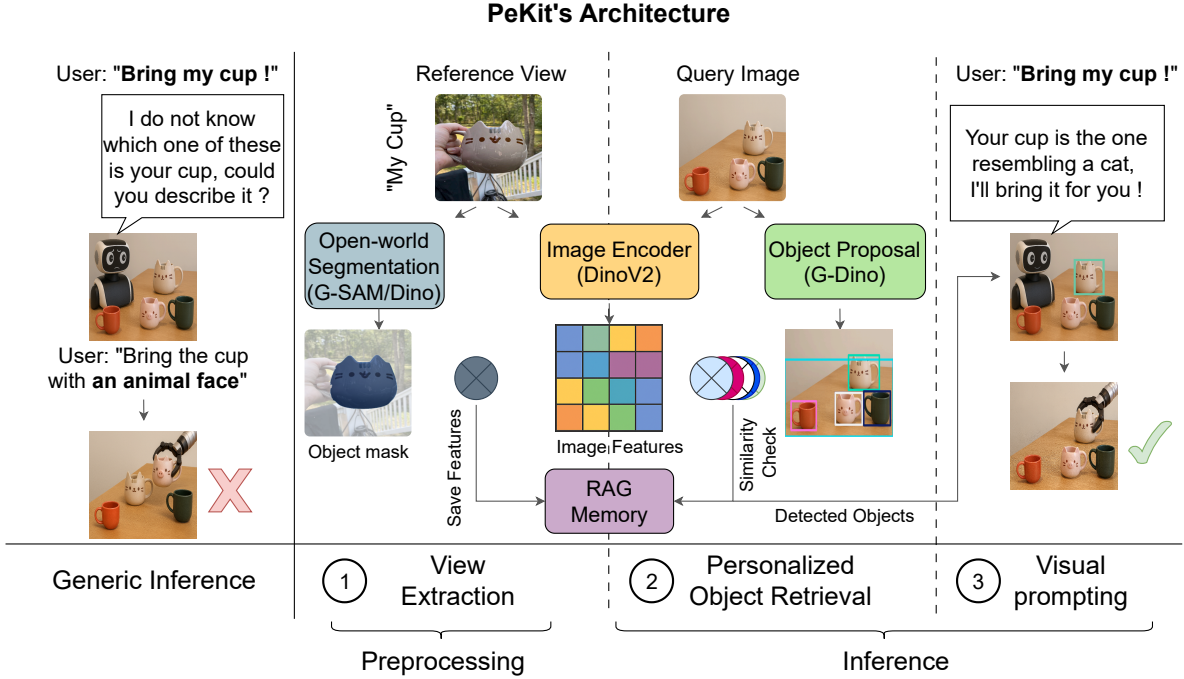 PeKit's Architecture
User: "Bring my cup !"
I do not know
which one of these
is your cup, could
you describe it ?
User: "Bring the cup
with an animal face"
Generic Inference
Reference View
"My Cup"
Open-world
Segmentation
(G-SAM/Dino)
Object mask
Save Features
Image Encoder
(DinoV2)
Image Features
RAG
Memory
Query Image
Object Proposal
(G-Dino)
Similarity
Check
Detected Objects
User: "Bring my cup !"
Your cup is the one
resembling a cat,
I'll bring it for you !
1
View
Extraction
2
Personalized
Object Retrieval
3
Visual
prompting
Preprocessing
Inference